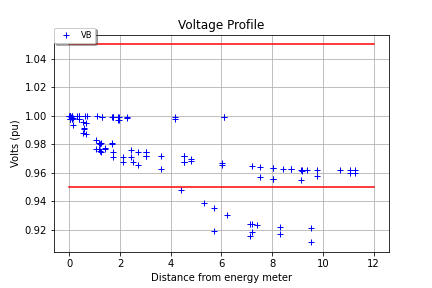 Voltage Profile
VB
1.04
1.02
1.00
0.98
0.96
0.94
0.92
Volts (pu)
0 2 4 6 8 10 12
Distance from energy meter